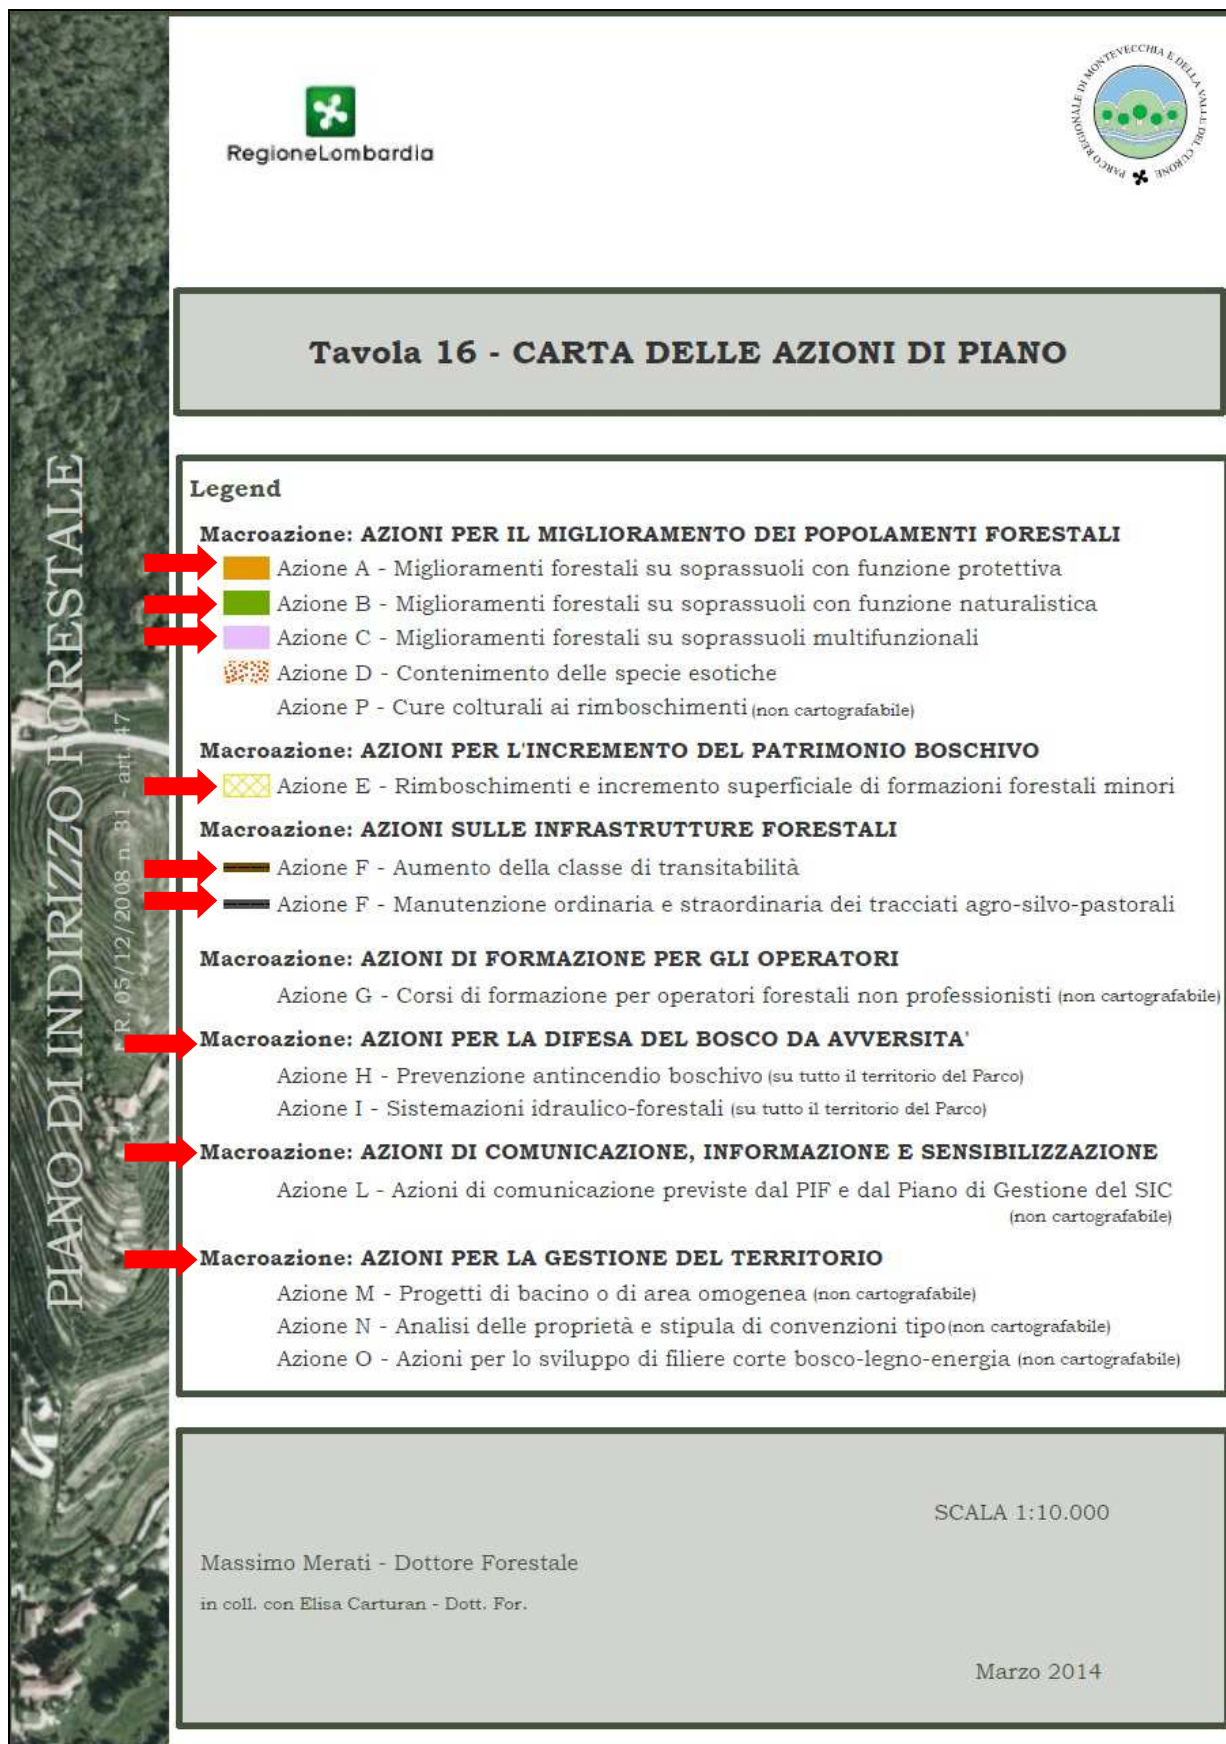 RegioneLombardia
PARCO REGIONALE DI MONTEVECCHIA E DELLA VALLE DEL CURONE
Tavola 16 - CARTA DELLE AZIONI DI PIANO
PIANO DI INDIRIZZO FORESTALE
R. 05/12/2008 n. 31 - art. 47
Legend
Macroazione: AZIONI PER IL MIGLIORAMENTO DEI POPOLAMENTI FORESTALI
Azione A - Miglioramenti forestali su soprassuoli con funzione protettiva
Azione B - Miglioramenti forestali su soprassuoli con funzione naturalistica
Azione C - Miglioramenti forestali su soprassuoli multifunzionali
Azione D - Contenimento delle specie esotiche
Azione P - Cure colturali ai rimboschimenti (non cartografabile)
Macroazione: AZIONI PER L'INCREMENTO DEL PATRIMONIO BOSCHIVO
Azione E - Rimboschimenti e incremento superficiale di formazioni forestali minori
Macroazione: AZIONI SULLE INFRASTRUTTURE FORESTALI
Azione F - Aumento della classe di transitabilità
Azione F - Manutenzione ordinaria e straordinaria dei tracciati agro-silvo-pastorali
Macroazione: AZIONI DI FORMAZIONE PER GLI OPERATORI
Azione G - Corsi di formazione per operatori forestali non professionisti (non cartografabile)
Macroazione: AZIONI PER LA DIFESA DEL BOSCO DA AVVERSITA'
Azione H - Prevenzione antincendio boschivo (su tutto il territorio del Parco)
Azione I - Sistemazioni idraulico-forestali (su tutto il territorio del Parco)
Macroazione: AZIONI DI COMUNICAZIONE, INFORMAZIONE E SENSIBILIZZAZIONE
Azione L - Azioni di comunicazione previste dal PIF e dal Piano di Gestione del SIC
(non cartografabile)
Macroazione: AZIONI PER LA GESTIONE DEL TERRITORIO
Azione M - Progetti di bacino o di area omogenea (non cartografabile)
Azione N - Analisi delle proprietà e stipula di convenzioni tipo(non cartografabile)
Azione O - Azioni per lo sviluppo di filiere corte bosco-legno-energia (non cartografabile)
SCALA 1:10.000
Massimo Merati - Dottore Forestale
in coll. con Elisa Carturan - Dott. For.
Marzo 2014